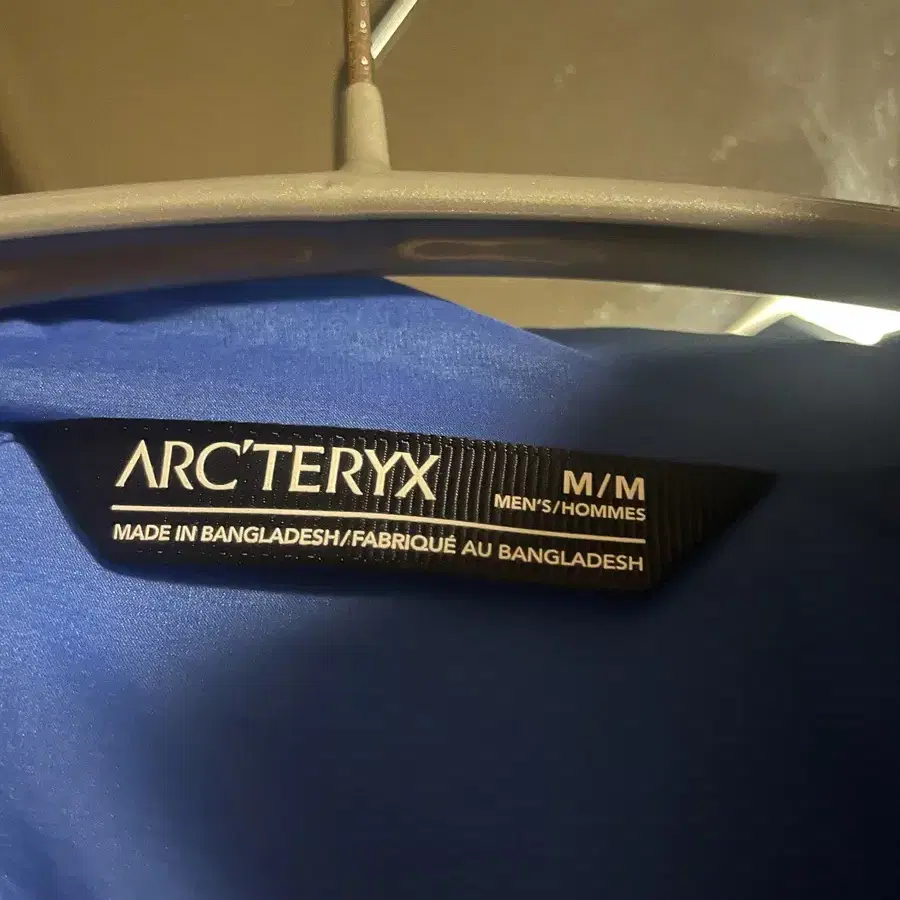 ARC'TERYX
M/M
MEN'S/HOMMES
MADE IN BANGLADESH/FABRIQUÉ AU BANGLADESH